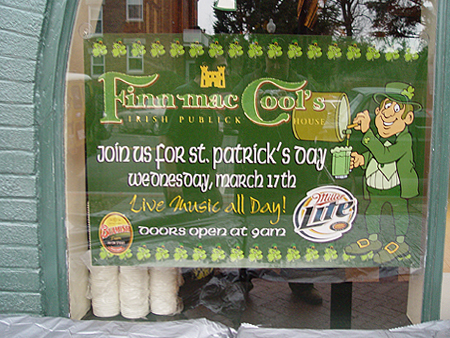 Finn mac Cool's
IRISH PUBLICK HOUSE
JOIN US FOR ST. PATRICK'S DAY
WEDNESDAY, MARCH 17TH
Live Music all Day!
Miller
Lite
BEAMISH
DOORS OPEN AT 9AM